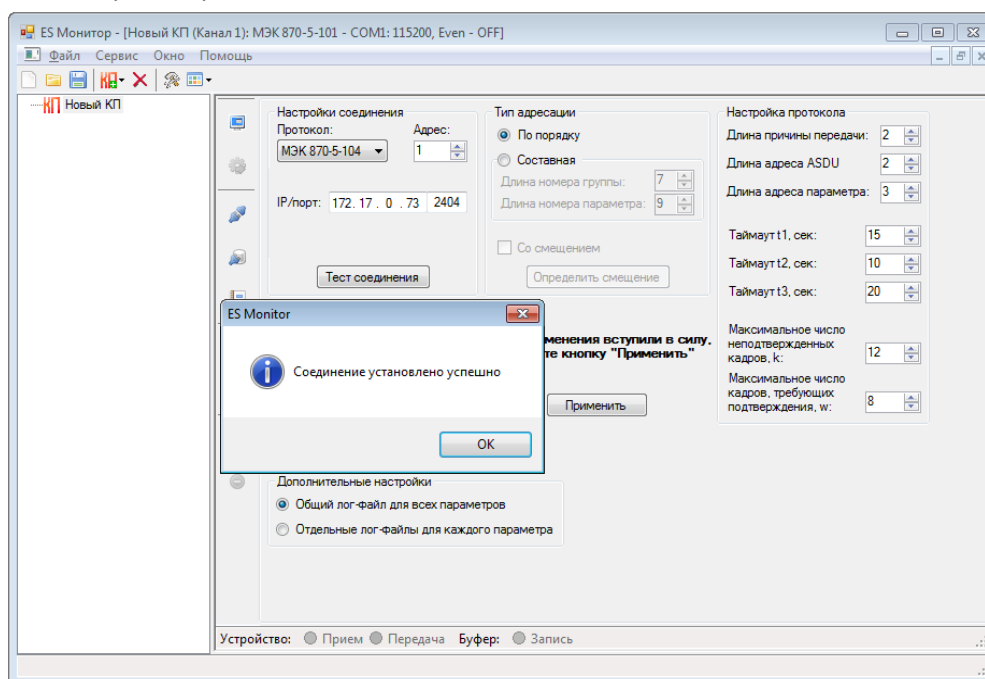 ES Монитор - [Новый КП (Канал 1): МЭК 870-5-101 - COM1: 115200, Even - OFF]
Файл Сервис Окно Помощь
КП
КП Новый КП
Настройки соединения
Протокол: Адрес:
МЭК 870-5-104 1
IP/порт: 172. 17 . 0 . 73 2404
Тест соединения
Тип адресации
По порядку
Составная
Длина номера группы: 7
Длина номера параметра: 9
Со смещением
Определить смещение
Настройка протокола
Длина причины передачи: 2
Длина адреса ASDU 2
Длина адреса параметра: 3
Таймаут t1, сек: 15
Таймаут t2, сек: 10
Таймаут t3, сек: 20
Максимальное число
неподтвержденных
кадров, k: 12
Максимальное число
кадров, требующих
подтверждения, w: 8
вступили в силу,
кнопку "Применить"
Применить
ES Monitor
Соединение установлено успешно
OK
Дополнительные настройки
Общий лог-файл для всех параметров
Отдельные лог-файлы для каждого параметра
Устройство: Прием Передача Буфер: Запись